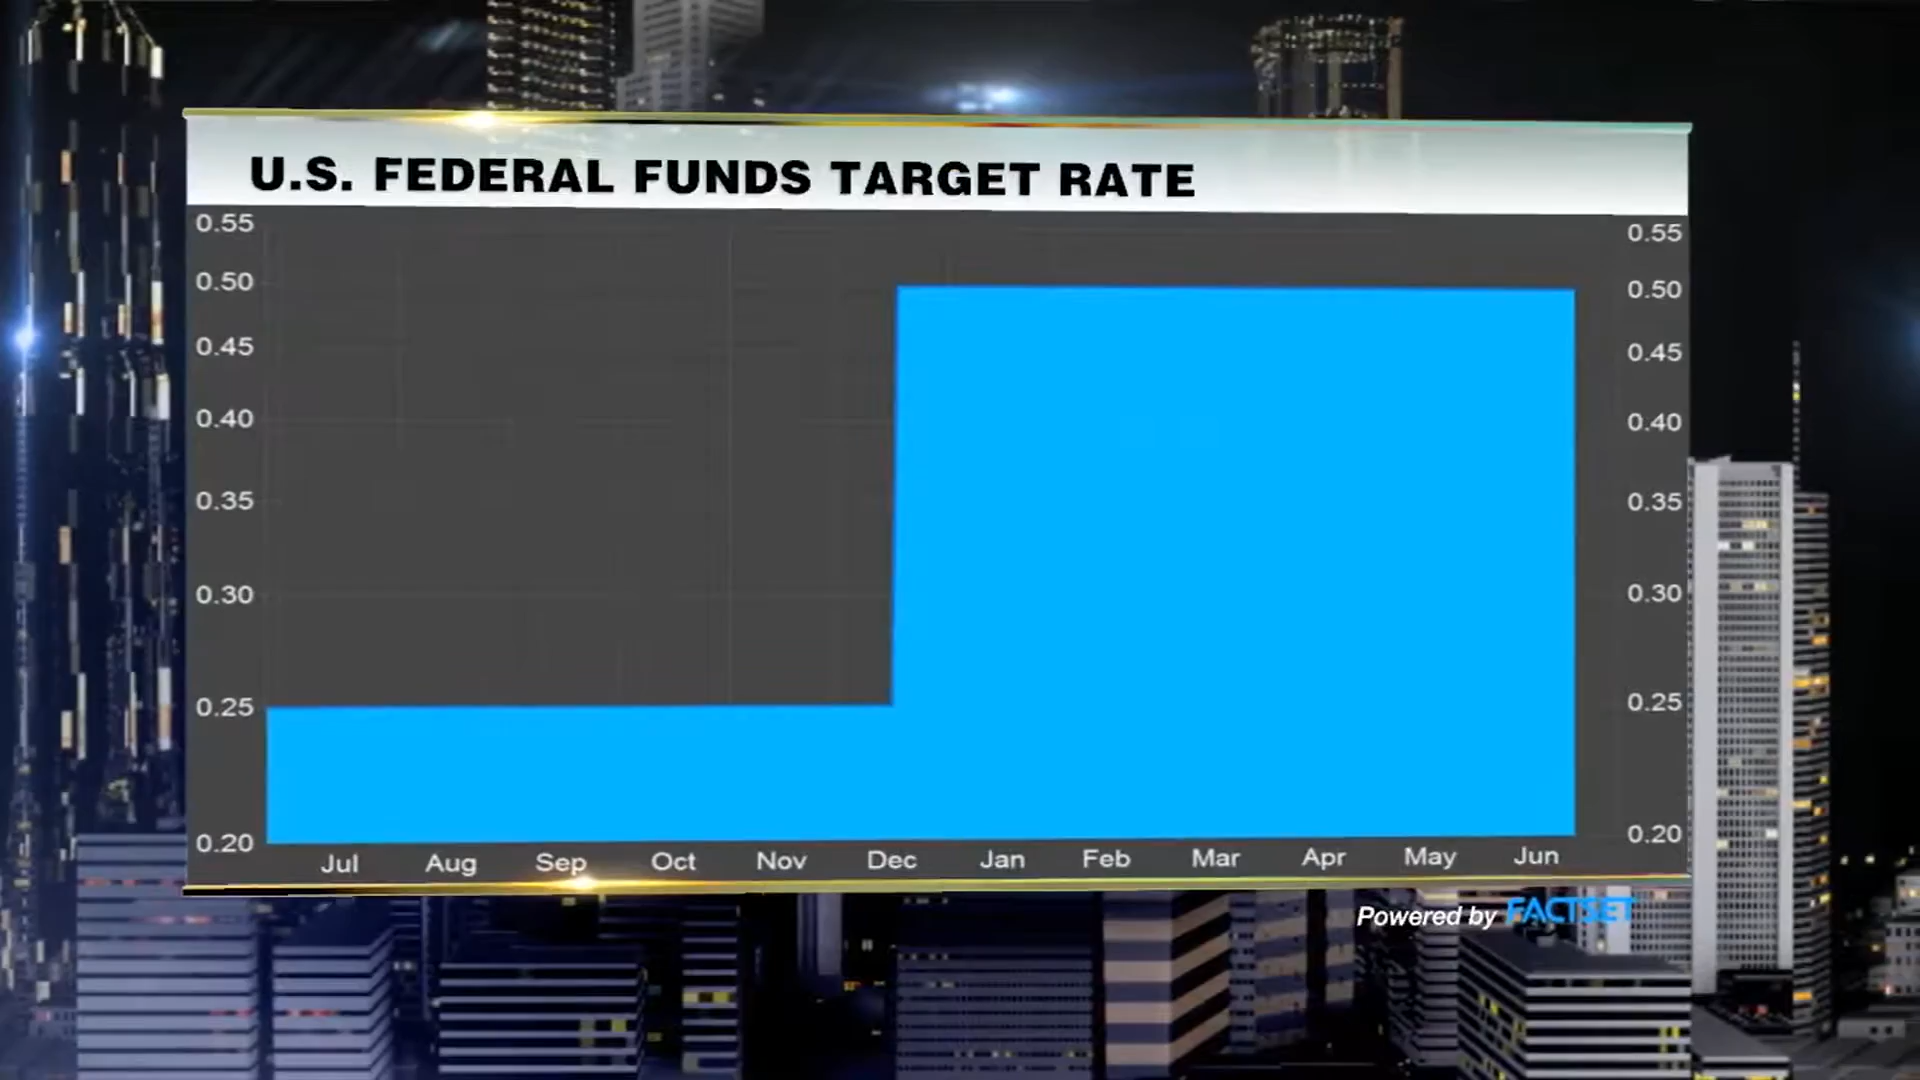 U.S. FEDERAL FUNDS TARGET RATE
0.55 0.55
0.50 0.50
0.45 0.45
0.40 0.40
0.35 0.35
0.30 0.30
0.25 0.25
0.20 0.20
Jul Aug Sep Oct Nov Dec Jan Feb Mar Apr May Jun
Powered by FACTSET